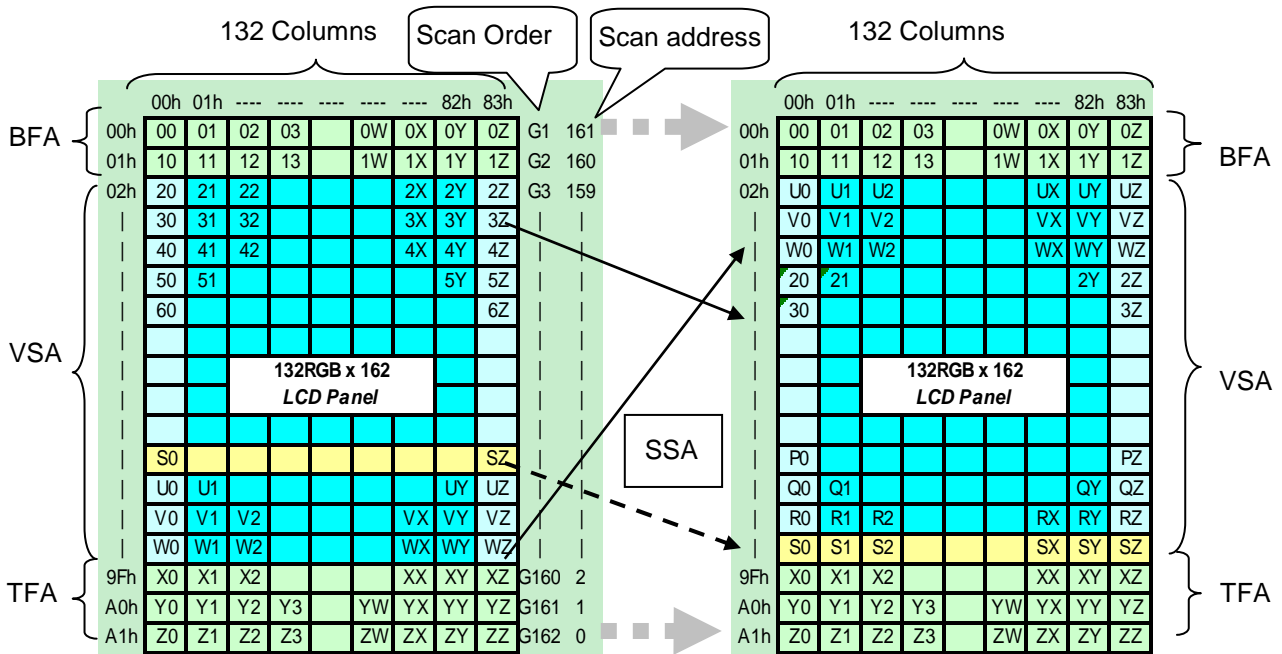 132 Columns Scan Order Scan address 132 Columns
00h 01h ---- ---- ---- ---- ---- 82h 83h 00h 01h ---- ---- ---- ---- ---- 82h 83h
BFA 00h 00 01 02 03 0W 0X 0Y 0Z G1 161 00h 00 01 02 03 0W 0X 0Y 0Z BFA
01h 10 11 12 13 1W 1X 1Y 1Z G2 160 01h 10 11 12 13 1W 1X 1Y 1Z
02h 20 21 22 2X 2Y 2Z G3 159 02h U0 U1 U2 UX UY UZ
30 31 32 3X 3Y 3Z V0 V1 V2 VX VY VZ
40 41 42 4X 4Y 4Z W0 W1 W2 WX WY WZ
50 51 5Y 5Z 20 21 2Y 2Z
60 6Z 30 3Z
VSA 132RGB x 162 132RGB x 162 VSA
LCD Panel LCD Panel
SSA
S0 SZ P0 PZ
U0 U1 UY UZ Q0 Q1 QY QZ
V0 V1 V2 VX VY VZ R0 R1 R2 RX RY RZ
W0 W1 W2 WX WY WZ S0 S1 S2 SX SY SZ
TFA 9Fh X0 X1 X2 XX XY XZ G160 2 9Fh X0 X1 X2 XX XY XZ TFA
A0h Y0 Y1 Y2 Y3 YW YX YY YZ G161 1 A0h Y0 Y1 Y2 Y3 YW YX YY YZ
A1h Z0 Z1 Z2 Z3 ZW ZX ZY ZZ G162 0 A1h Z0 Z1 Z2 Z3 ZW ZX ZY ZZ